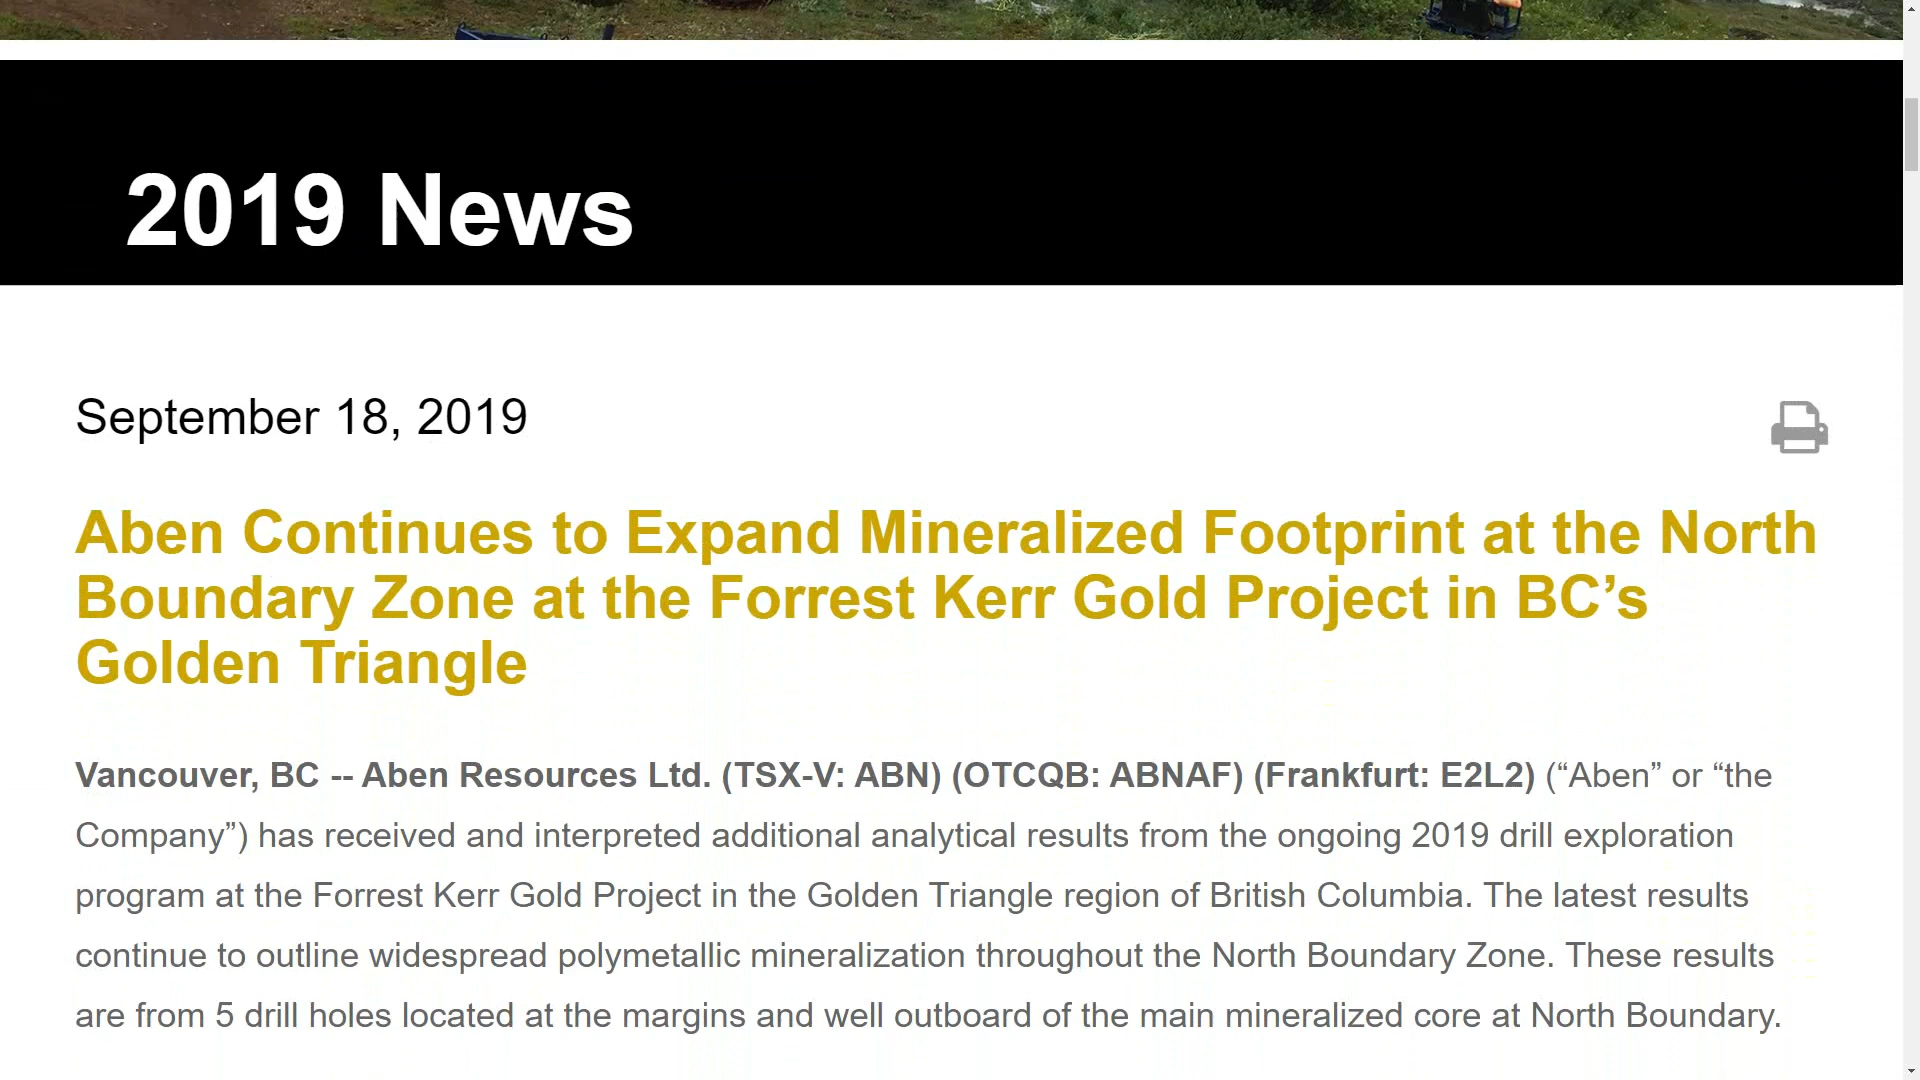 2019 News
September 18, 2019
Aben Continues to Expand Mineralized Footprint at the North
Boundary Zone at the Forrest Kerr Gold Project in BC’s
Golden Triangle
Vancouver, BC -- Aben Resources Ltd. (TSX-V: ABN) (OTCQB: ABNAF) (Frankfurt: E2L2) (“Aben” or “the
Company”) has received and interpreted additional analytical results from the ongoing 2019 drill exploration
program at the Forrest Kerr Gold Project in the Golden Triangle region of British Columbia. The latest results
continue to outline widespread polymetallic mineralization throughout the North Boundary Zone. These results
are from 5 drill holes located at the margins and well outboard of the main mineralized core at North Boundary.